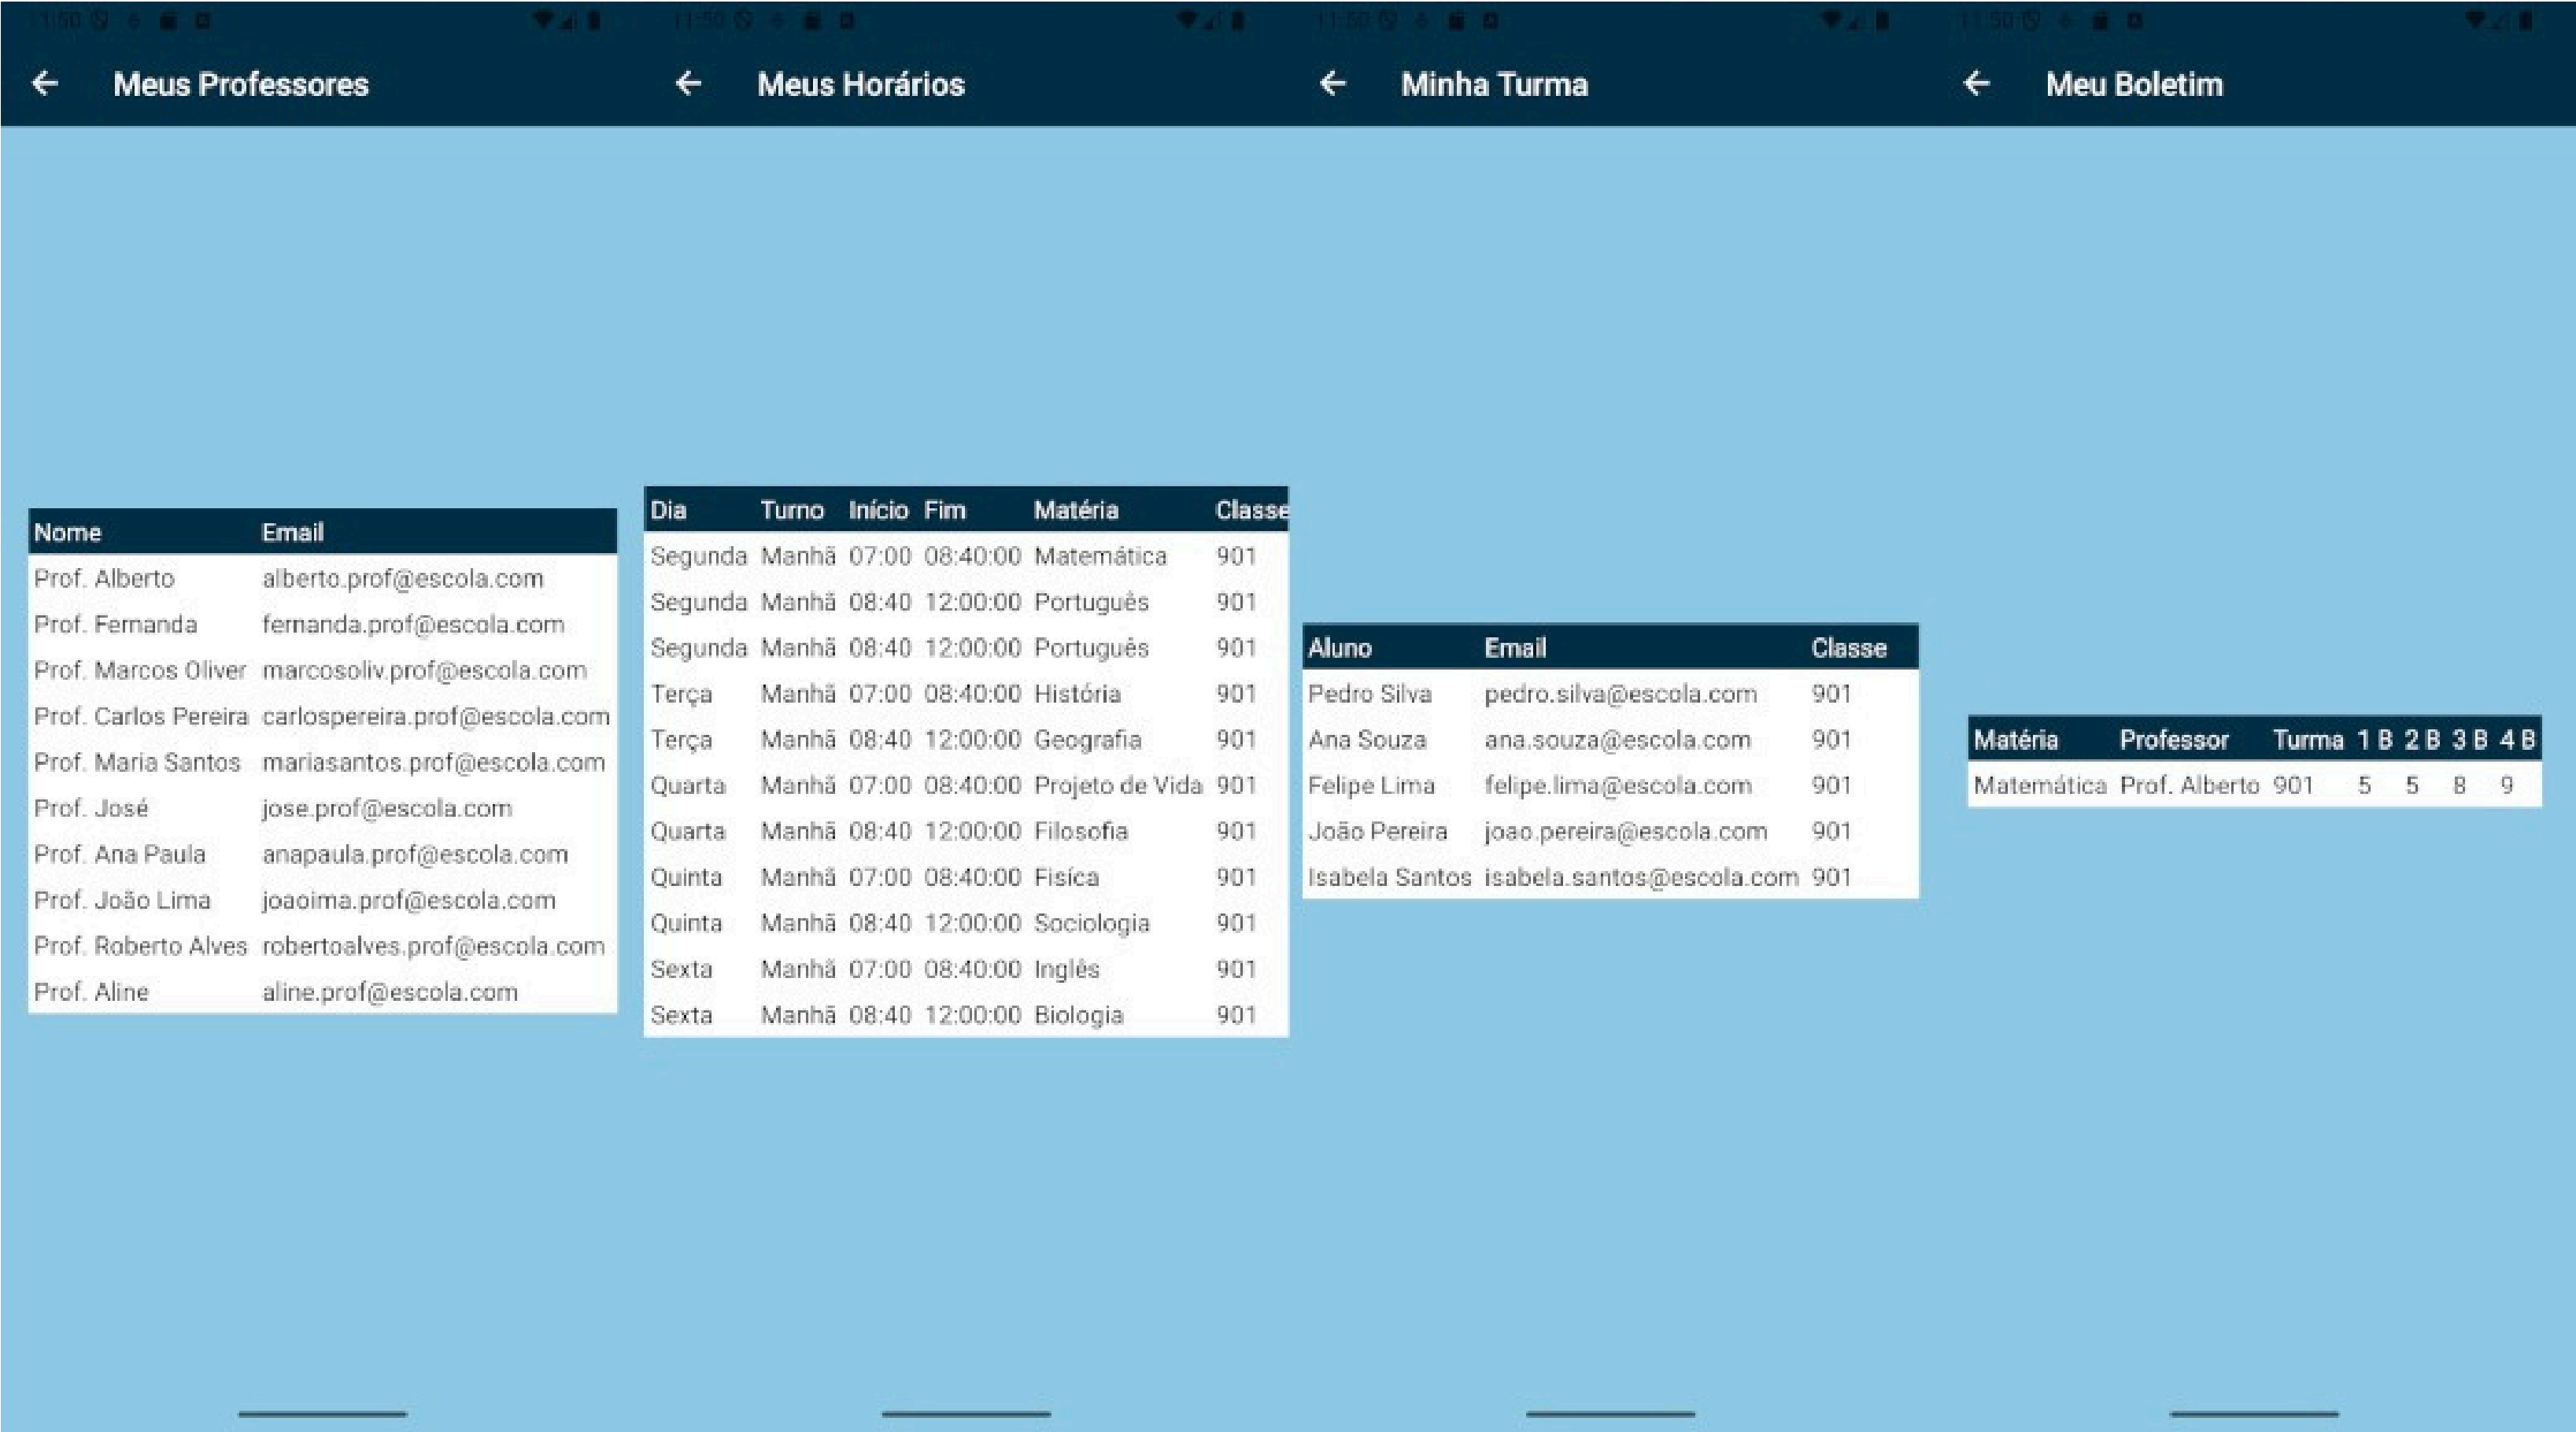 11:50
Meus Professores
Nome Email
Prof. Alberto alberto.prof@escola.com
Prof. Fernanda fernanda.prof@escola.com
Prof. Marcos Oliver marcosoliv.prof@escola.com
Prof. Carlos Pereira carlospereira.prof@escola.com
Prof. Maria Santos mariasantos.prof@escola.com
Prof. José jose.prof@escola.com
Prof. Ana Paula anapaula.prof@escola.com
Prof. João Lima joaoima.prof@escola.com
Prof. Roberto Alves robertoalves.prof@escola.com
Prof. Aline aline.prof@escola.com
11:50
Meus Horários
Dia Turno Início Fim Matéria Classe
Segunda Manhã 07:00 08:40:00 Matemática 901
Segunda Manhã 08:40 12:00:00 Português 901
Segunda Manhã 08:40 12:00:00 Português 901
Terça Manhã 07:00 08:40:00 História 901
Terça Manhã 08:40 12:00:00 Geografia 901
Quarta Manhã 07:00 08:40:00 Projeto de Vida 901
Quarta Manhã 08:40 12:00:00 Filosofia 901
Quinta Manhã 07:00 08:40:00 Fisíca 901
Quinta Manhã 08:40 12:00:00 Sociologia 901
Sexta Manhã 07:00 08:40:00 Inglês 901
Sexta Manhã 08:40 12:00:00 Biologia 901
11:50
Minha Turma
Aluno Email Classe
Pedro Silva pedro.silva@escola.com 901
Ana Souza ana.souza@escola.com 901
Felipe Lima felipe.lima@escola.com 901
João Pereira joao.pereira@escola.com 901
Isabela Santos isabela.santos@escola.com 901
11:50
Meu Boletim
Matéria Professor Turma 1 B 2 B 3 B 4 B
Matemática Prof. Alberto 901 5 5 8 9